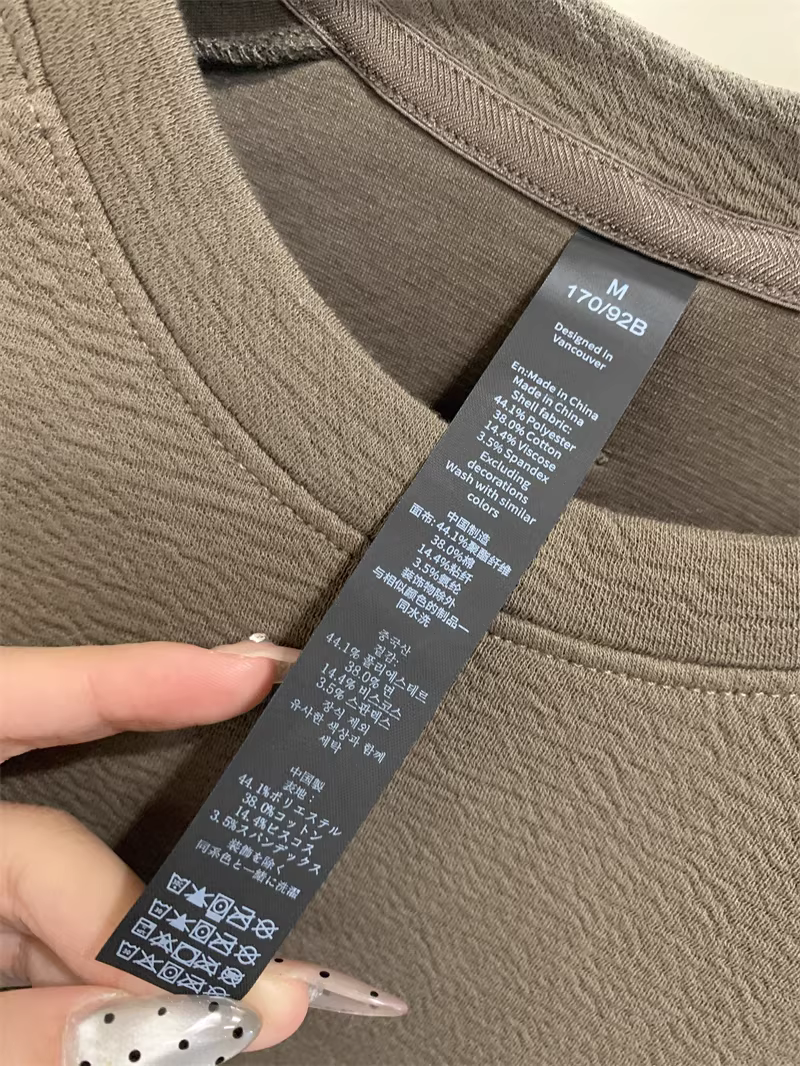 M
170/92B
Designed in
Vancouver
En:Made in China
Made in China
Shell fabric:
44.1% Polyester
38.0% Cotton
14.4% Viscose
3.5% Spandex
Excluding
decorations
Wash with similar
colors
中国制造
面布: 44.1%聚酯纤维
38.0%棉
14.4%粘纤
3.5%氨纶
装饰物除外
与相似颜色的制品一
同水洗
중국산
겉감:
44.1% 폴리에스테르
38.0% 면
14.4% 비스코스
3.5% 스판덱스
장식 제외
유사한 색상과 함께
세탁
中国製
表地:
44.1%ポリエステル
38.0%コットン
14.4%ビスコス
3.5%スパンデックス
装飾を除く
同系色と一緒に洗濯